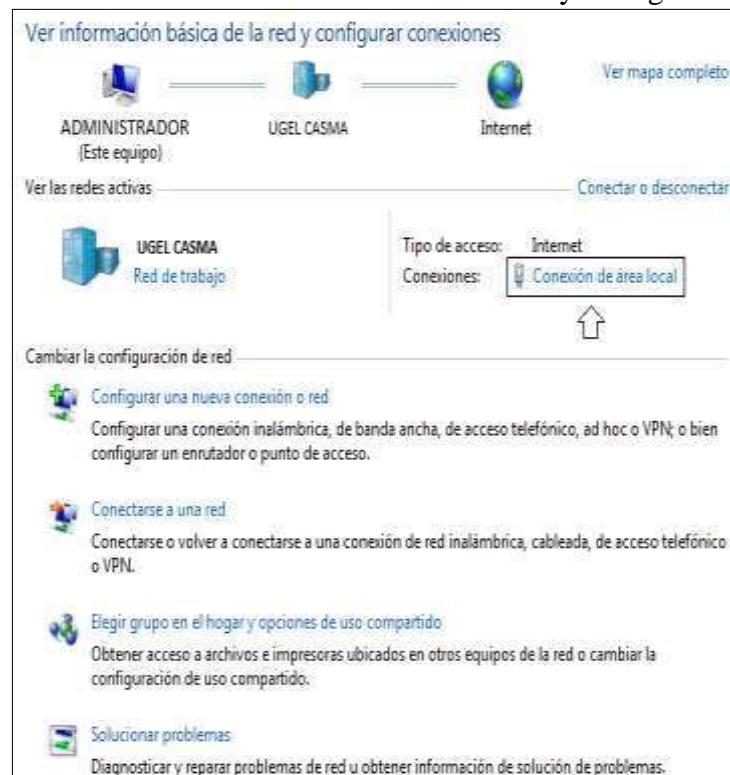 Ver información básica de la red y configurar conexiones
Ver mapa completo
ADMINISTRADOR
(Este equipo)
UGEL CASMA
Internet
Ver las redes activas
Conectar o desconectar
UGEL CASMA
Red de trabajo
Tipo de acceso: Internet
Conexiones: Conexión de área local
Cambiar la configuración de red
Configurar una nueva conexión o red
Configurar una conexión inalámbrica, de banda ancha, de acceso telefónico, ad hoc o VPN; o bien
configurar un enrutador o punto de acceso.
Conectarse a una red
Conectarse o volver a conectarse a una conexión de red inalámbrica, cableada, de acceso telefónico
o VPN.
Elegir grupo en el hogar y opciones de uso compartido
Obtener acceso a archivos e impresoras ubicados en otros equipos de la red o cambiar la
configuración de uso compartido.
Solucionar problemas
Diagnosticar y reparar problemas de red u obtener información de solución de problemas.